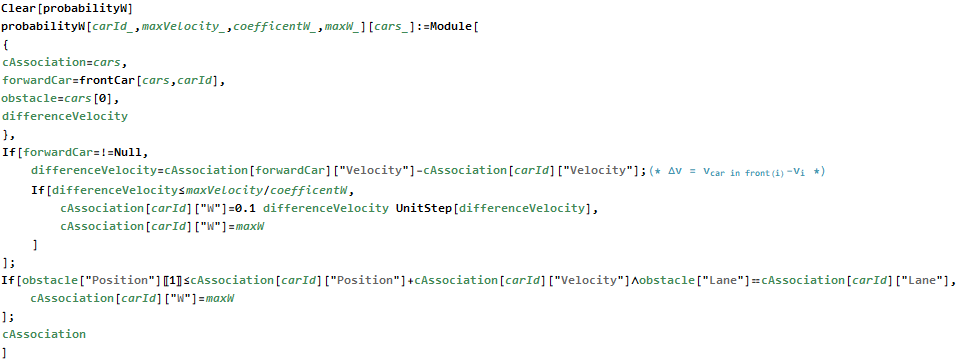 Clear[probabilityW]
probabilityW[carId_,maxVelocity_,coefficentW_,maxW_][cars_]:=Module[
{
cAssociation=cars,
forwardCar=frontCar[cars,carId],
obstacle=cars[0],
differenceVelocity
},
If[forwardCar=!=Null,
differenceVelocity=cAssociation[forwardCar]["Velocity"]-cAssociation[carId]["Velocity"];(* Δv = vcar in front(i)-vi *)
If[differenceVelocity≤maxVelocity/coefficentW,
cAssociation[carId]["W"]=0.1 differenceVelocity UnitStep[differenceVelocity],
cAssociation[carId]["W"]=maxW
]
];
If[obstacle["Position"]⟦1⟧≤cAssociation[carId]["Position"]+cAssociation[carId]["Velocity"]∧obstacle["Lane"]==cAssociation[carId]["Lane"],
cAssociation[carId]["W"]=maxW
];
cAssociation
]